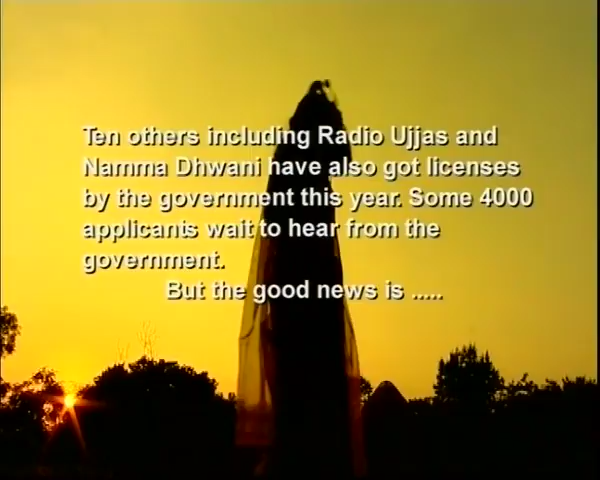 Ten others including Radio Ujjas and
Namma Dhwani have also got licenses
by the government this year. Some 4000
applicants wait to hear from the
government.
But the good news is .....